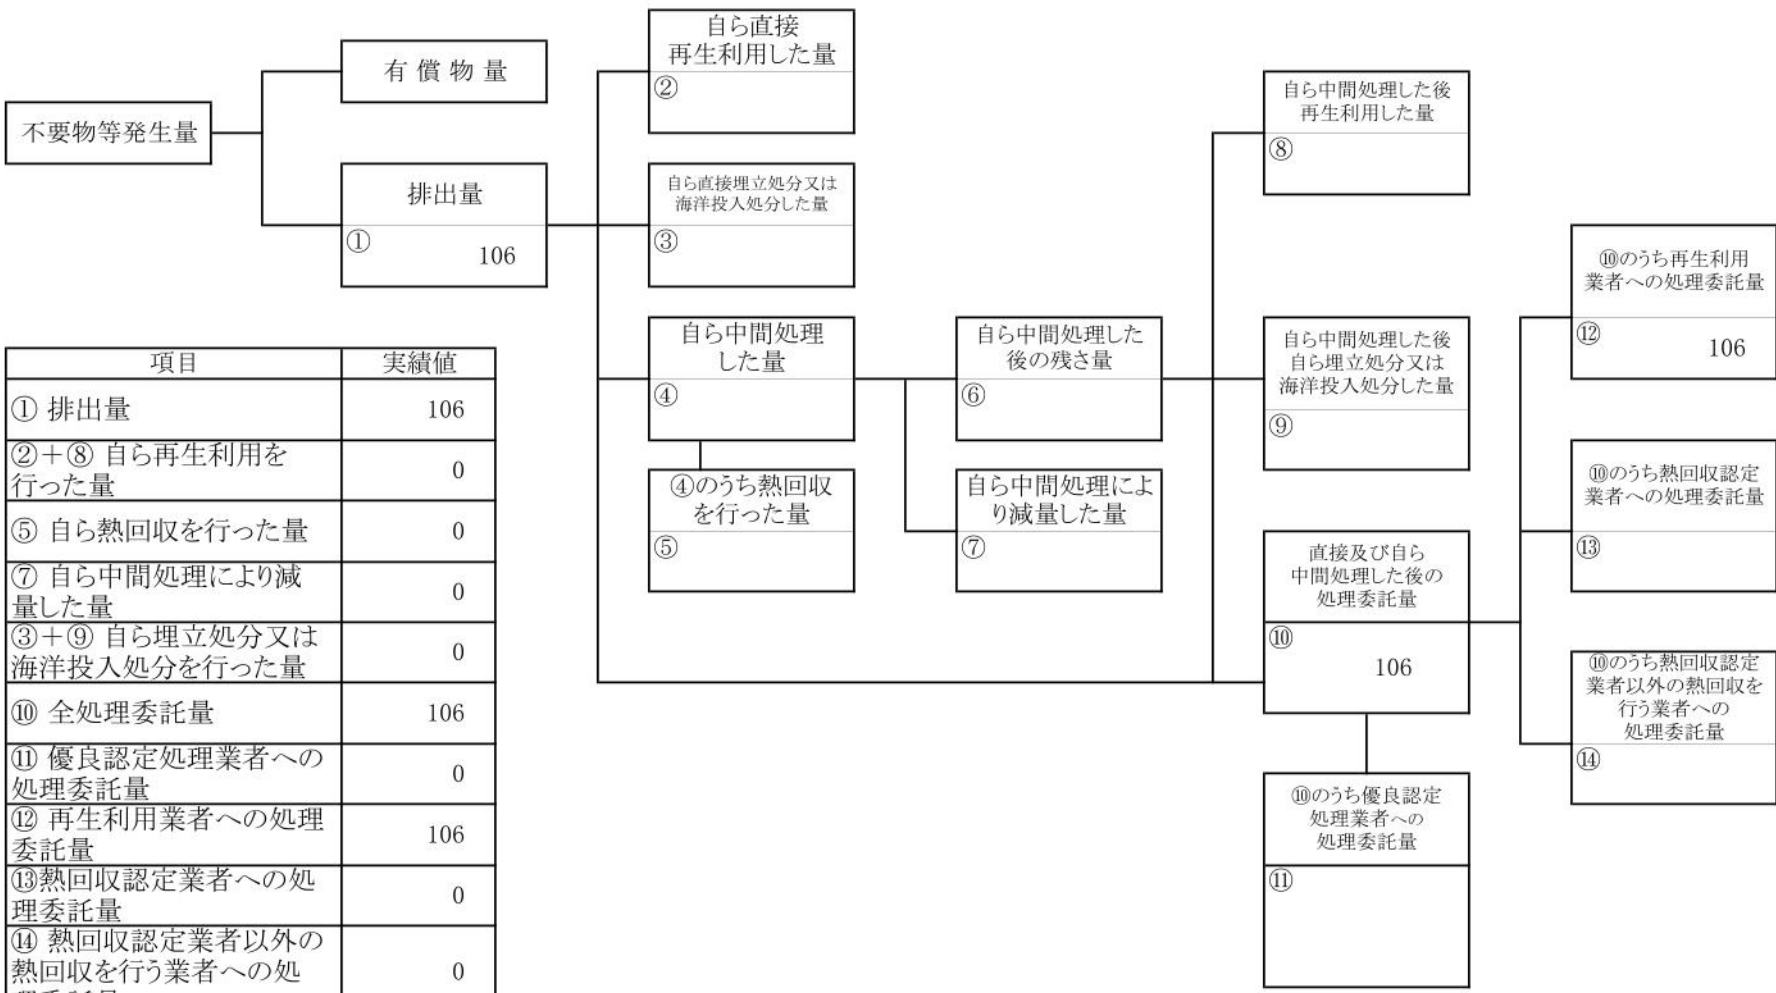 不要物等発生量
有償物量
排出量
①
106
自ら直接
再生利用した量
②
自ら直接埋立処分又は
海洋投入処分した量
③
自ら中間処理
した量
④
④のうち熱回収
を行った量
⑤
自ら中間処理した
後の残さ量
⑥
自ら中間処理によ
り減量した量
⑦
自ら中間処理した後
再生利用した量
⑧
自ら中間処理した後
自ら埋立処分又は
海洋投入処分した量
⑨
直接及び自ら
中間処理した後の
処理委託量
⑩
106
⑩のうち優良認定
処理業者への
処理委託量
⑪
⑩のうち再生利用
業者への処理委託量
⑫
106
⑩のうち熱回収認定
業者への処理委託量
⑬
⑩のうち熱回収認定
業者以外の熱回収を
行う業者への
処理委託量
⑭
項目 実績値
① 排出量 106
②+⑧ 自ら再生利用を
行った量 0
⑤ 自ら熱回収を行った量 0
⑦ 自ら中間処理により減
量した量 0
③+⑨ 自ら埋立処分又は
海洋投入処分を行った量 0
⑩ 全処理委託量 106
⑪ 優良認定処理業者への
処理委託量 0
⑫ 再生利用業者への処理
委託量 106
⑬熱回収認定業者への処
理委託量 0
⑭ 熱回収認定業者以外の
熱回収を行う業者への処 0